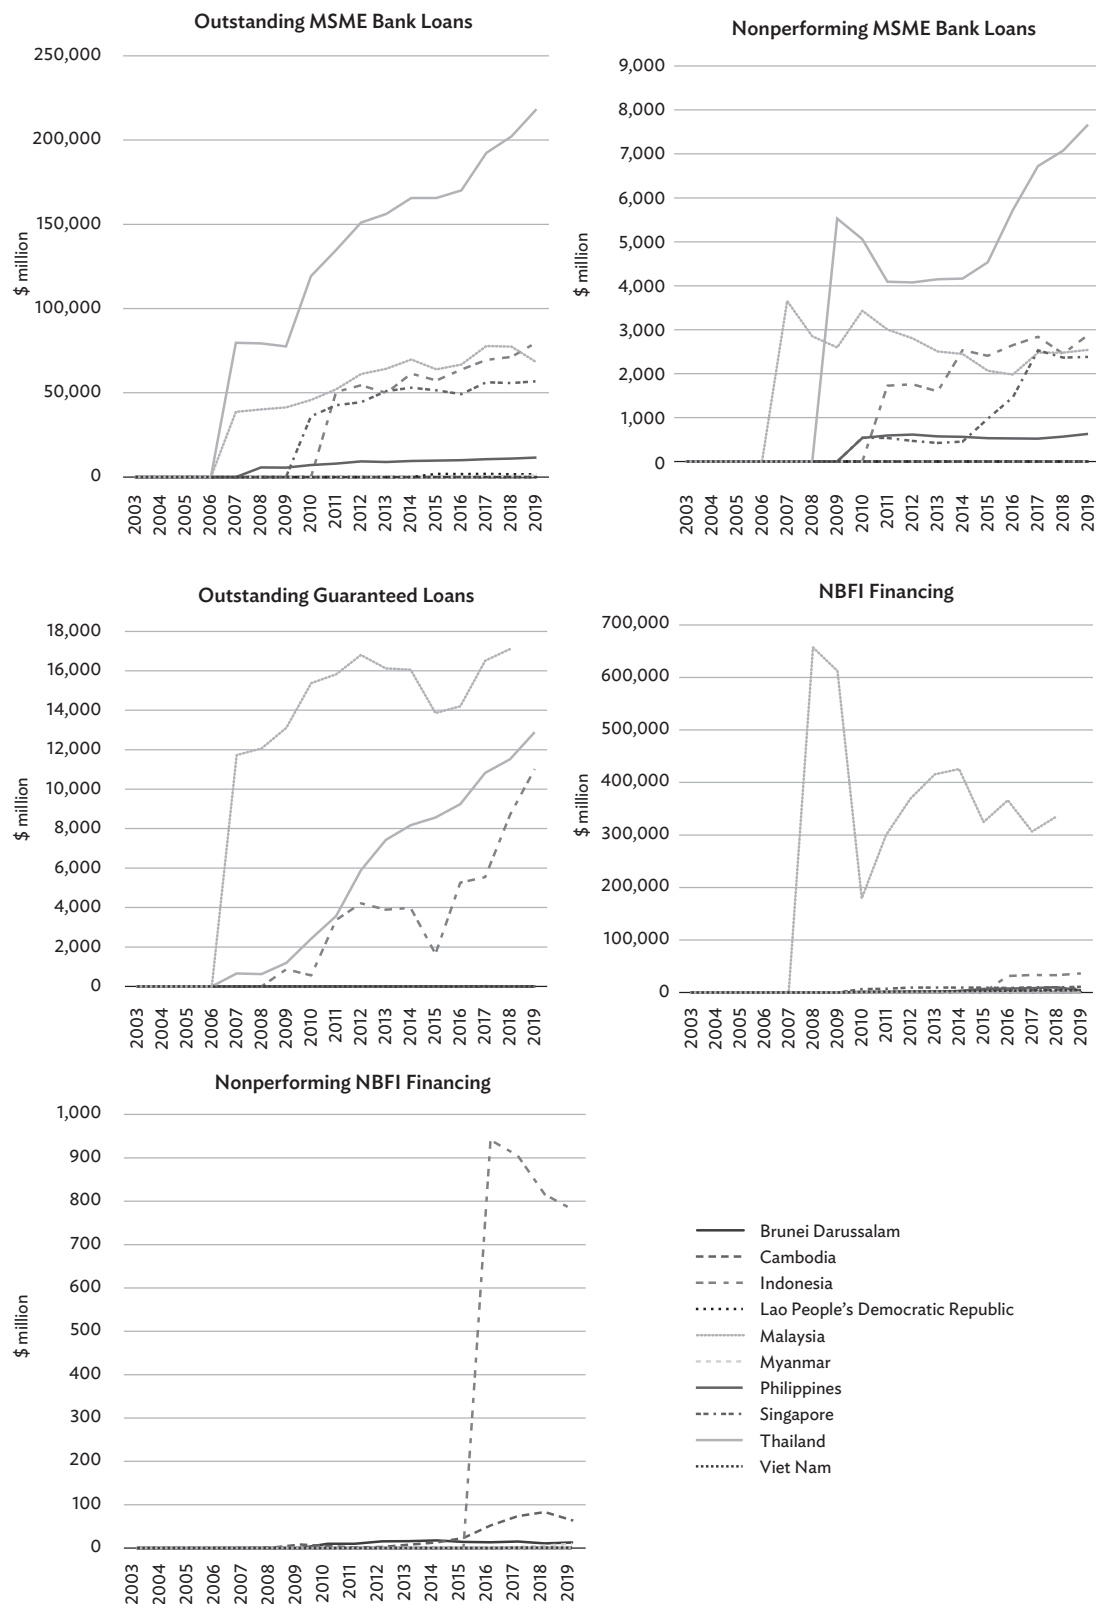 Outstanding MSME Bank Loans
250,000
200,000
150,000
100,000
50,000
0
$ million
2003 2004 2005 2006 2007 2008 2009 2010 2011 2012 2013 2014 2015 2016 2017 2018 2019
Nonperforming MSME Bank Loans
9,000
8,000
7,000
6,000
5,000
4,000
3,000
2,000
1,000
0
$ million
2003 2004 2005 2006 2007 2008 2009 2010 2011 2012 2013 2014 2015 2016 2017 2018 2019
Outstanding Guaranteed Loans
18,000
16,000
14,000
12,000
10,000
8,000
6,000
4,000
2,000
0
$ million
2003 2004 2005 2006 2007 2008 2009 2010 2011 2012 2013 2014 2015 2016 2017 2018 2019
NBFI Financing
700,000
600,000
500,000
400,000
300,000
200,000
100,000
0
$ million
2003 2004 2005 2006 2007 2008 2009 2010 2011 2012 2013 2014 2015 2016 2017 2018 2019
Nonperforming NBFI Financing
1,000
900
800
700
600
500
400
300
200
100
0
$ million
2003 2004 2005 2006 2007 2008 2009 2010 2011 2012 2013 2014 2015 2016 2017 2018 2019
Brunei Darussalam
Cambodia
Indonesia
Lao People’s Democratic Republic
Malaysia
Myanmar
Philippines
Singapore
Thailand
Viet Nam